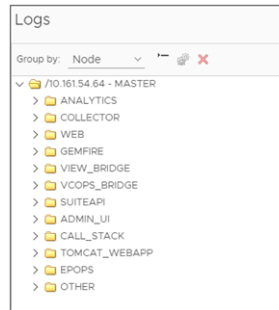 Logs
Group by: Node
/10.161.54.64 - MASTER
ANALYTICS
COLLECTOR
WEB
GEMFIRE
VIEW_BRIDGE
VCOPS_BRIDGE
SUITEAPI
ADMIN_UI
CALL_STACK
TOMCAT_WEBAPP
EPOPS
OTHER